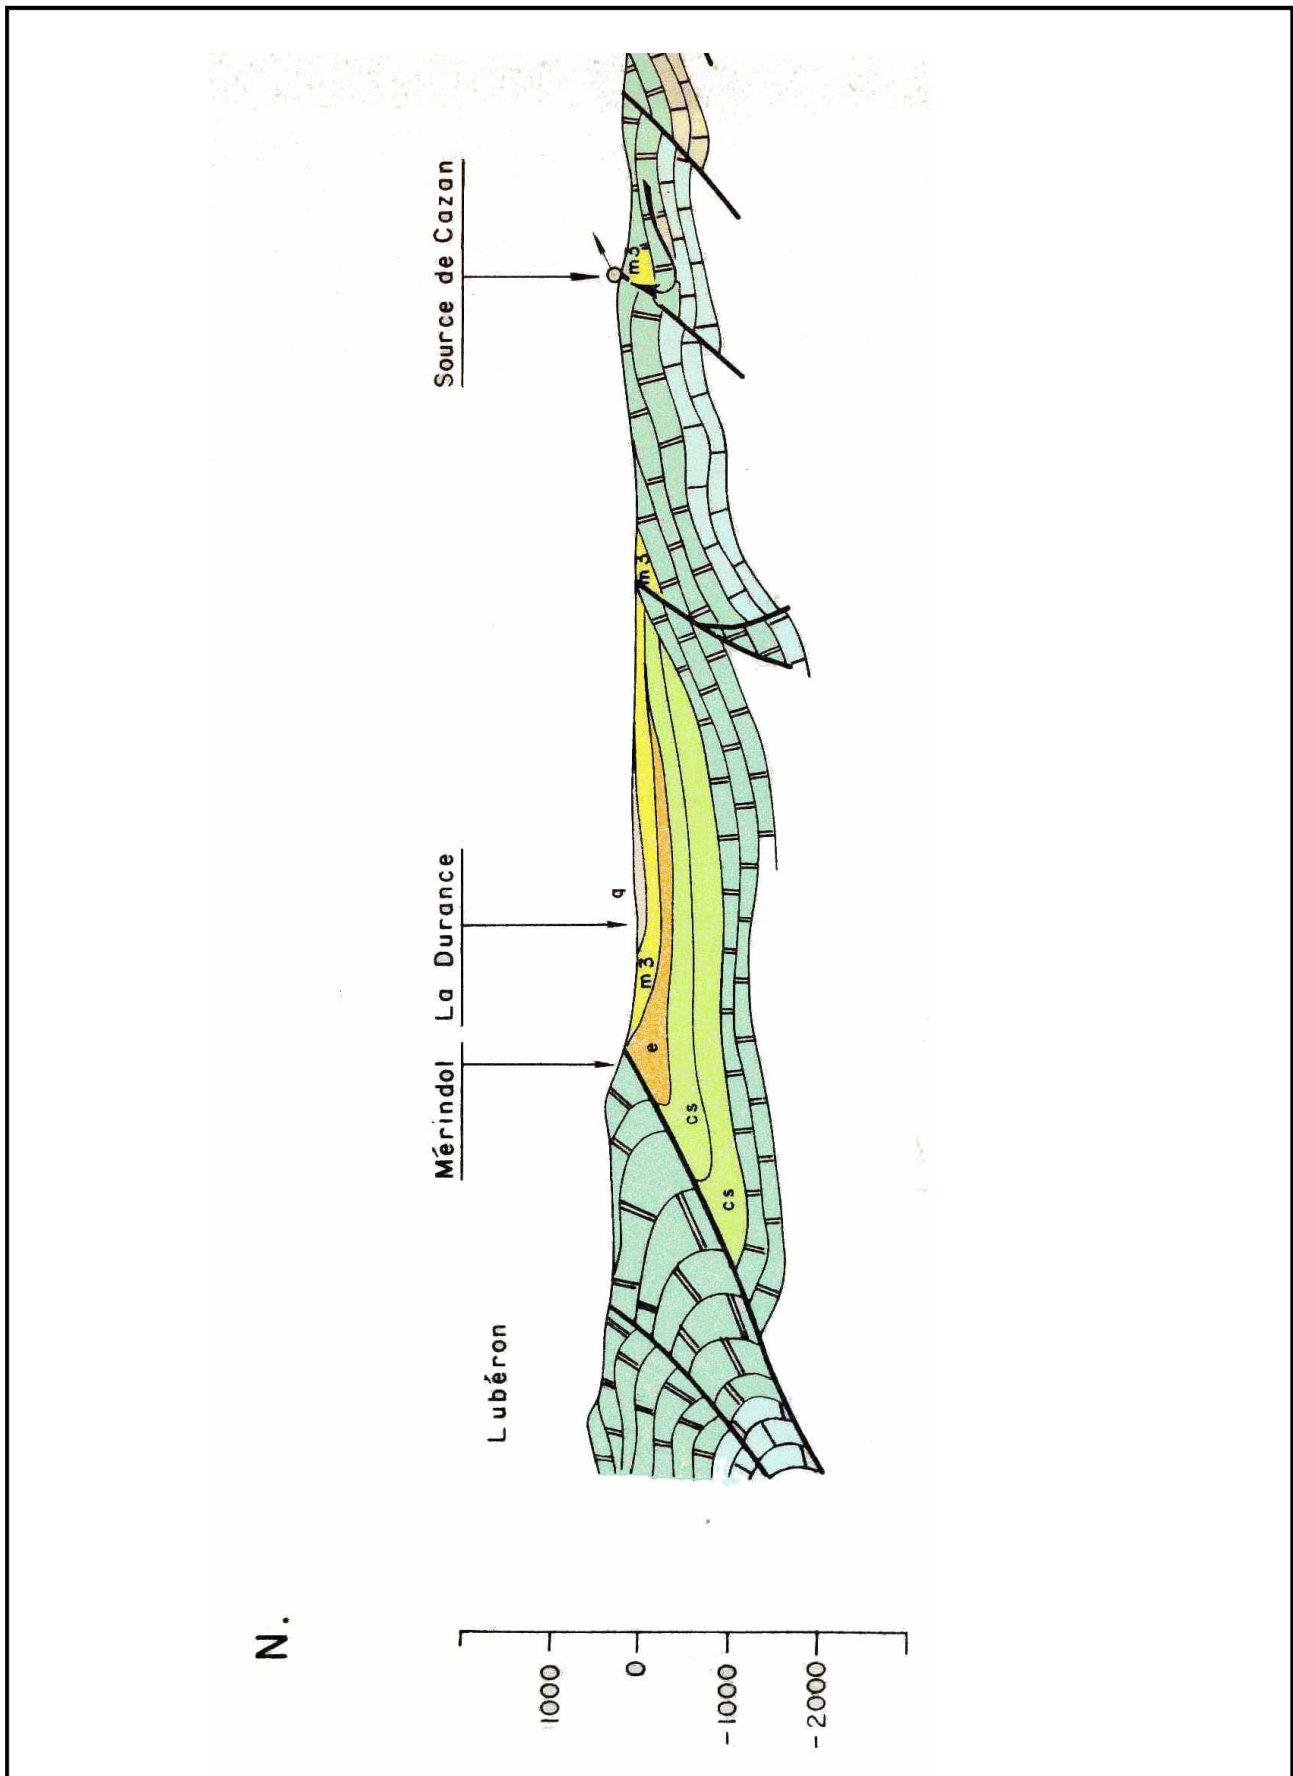 N.
Mérindol
La Durance
Source de Cazan
Lubéron
1000
q
0
m3
m3
m3
e
cs
cs
-1000
-2000